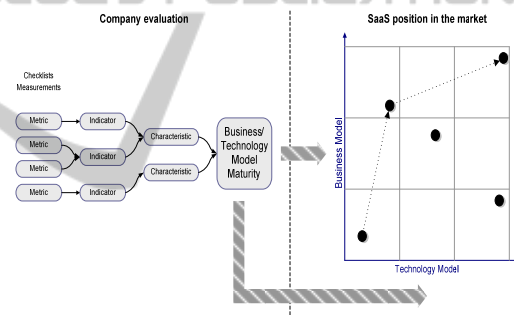 Company evaluation
SaaS position in the market
Checklists
Measurements
Metric
Indicator
Metric
Metric
Indicator
Metric
Indicator
Characteristic
Characteristic
Business/
Technology
Model
Maturity
Business Model
Technology Model